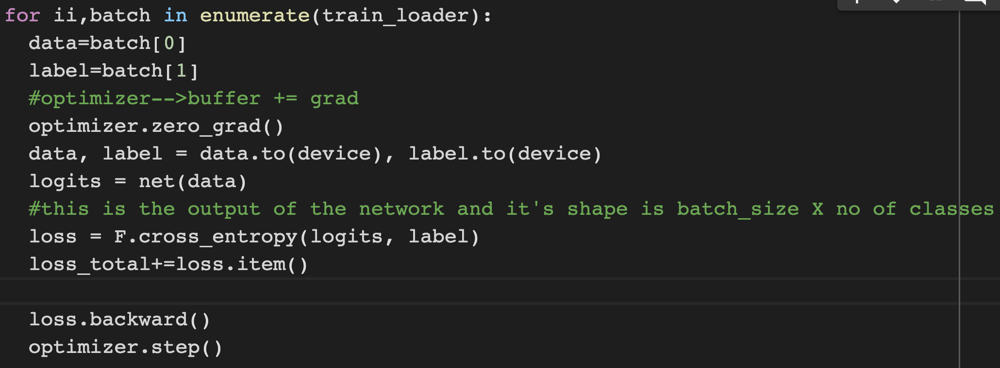 for ii,batch in enumerate(train_loader):
  data=batch[0]
  label=batch[1]
  #optimizer-->buffer += grad
  optimizer.zero_grad()
  data, label = data.to(device), label.to(device)
  logits = net(data)
  #this is the output of the network and it's shape is batch_size X no of classes
  loss = F.cross_entropy(logits, label)
  loss_total+=loss.item()
  loss.backward()
  optimizer.step()